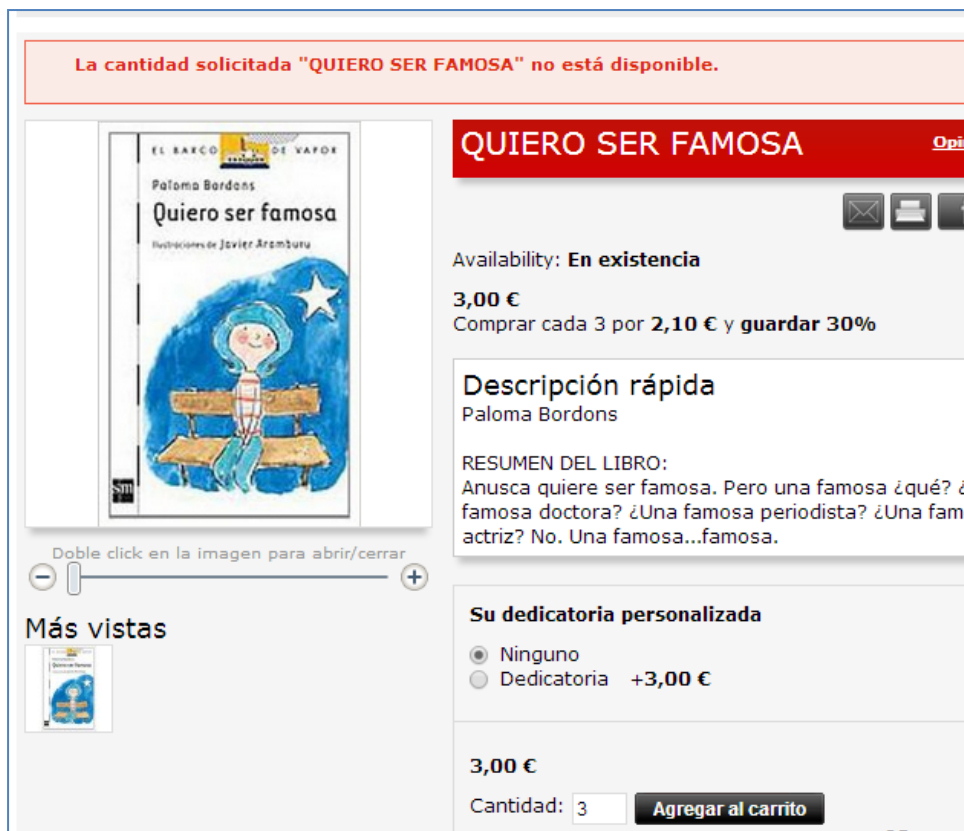 La cantidad solicitada "QUIERO SER FAMOSA" no está disponible.
EL BARCO DE VAPOR
Paloma Bordons
Quiero ser famosa
Ilustraciones de Javier Aramburu
sm
QUIERO SER FAMOSA
Opi
Availability: En existencia
3,00 €
Comprar cada 3 por 2,10 € y guardar 30%
Descripción rápida
Paloma Bordons
RESUMEN DEL LIBRO:
Anusca quiere ser famosa. Pero una famosa ¿qué? ¿
famosa doctora? ¿Una famosa periodista? ¿Una fam
actriz? No. Una famosa...famosa.
Doble click en la imagen para abrir/cerrar
Más vistas
Quiero ser famosa
Su dedicatoria personalizada
Ninguno
Dedicatoria +3,00 €
3,00 €
Cantidad: 3 Agregar al carrito